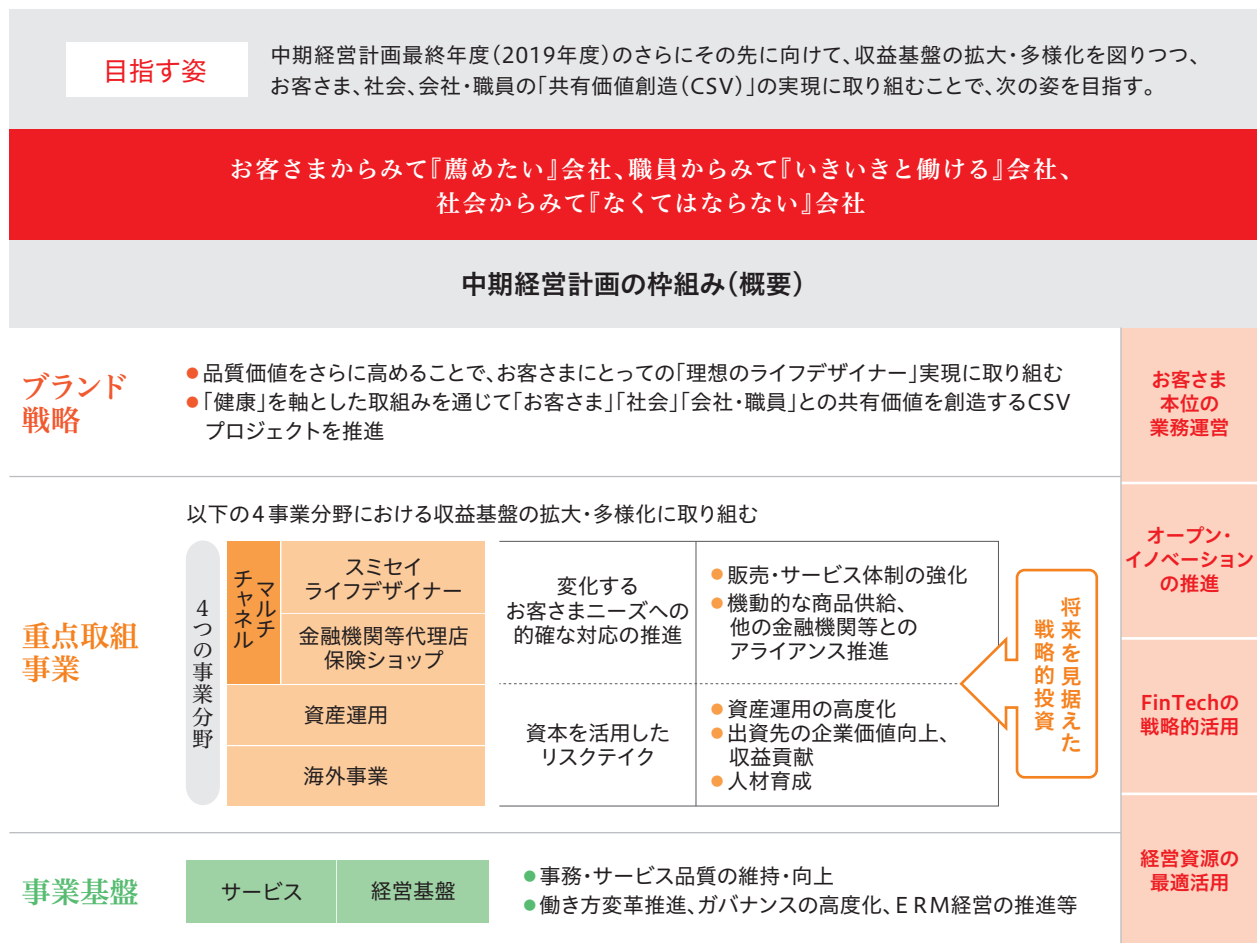 目指す姿
中期経営計画最終年度(2019年度)のさらにその先に向けて、収益基盤の拡大・多様化を図りつつ、
お客さま、社会、会社・職員の「共有価値創造(CSV)」の実現に取り組むことで、次の姿を目指す。
お客さまからみて『薦めたい』会社、職員からみて『いきいきと働ける』会社、
社会からみて『なくてはならない』会社
中期経営計画の枠組み(概要)
ブランド
戦略
●品質価値をさらに高めることで、お客さまにとっての「理想のライフデザイナー」実現に取り組む
●「健康」を軸とした取組みを通じて「お客さま」「社会」「会社・職員」との共有価値を創造するCSV
プロジェクトを推進
重点取組
事業
以下の4事業分野における収益基盤の拡大・多様化に取り組む
4つの事業分野
マルチ
チャネル
スミセイ
ライフデザイナー
金融機関等代理店
保険ショップ
資産運用
海外事業
変化する
お客さまニーズへの
的確な対応の推進
●販売・サービス体制の強化
●機動的な商品供給、
他の金融機関等との
アライアンス推進
資本を活用した
リスクテイク
●資産運用の高度化
●出資先の企業価値向上、
収益貢献
●人材育成
将来を見据えた
戦略的投資
事業基盤
サービス
経営基盤
●事務・サービス品質の維持・向上
●働き方変革推進、ガバナンスの高度化、ERM経営の推進等
お客さま
本位の
業務運営
オープン・
イノベーション
の推進
FinTechの
戦略的活用
経営資源の
最適活用